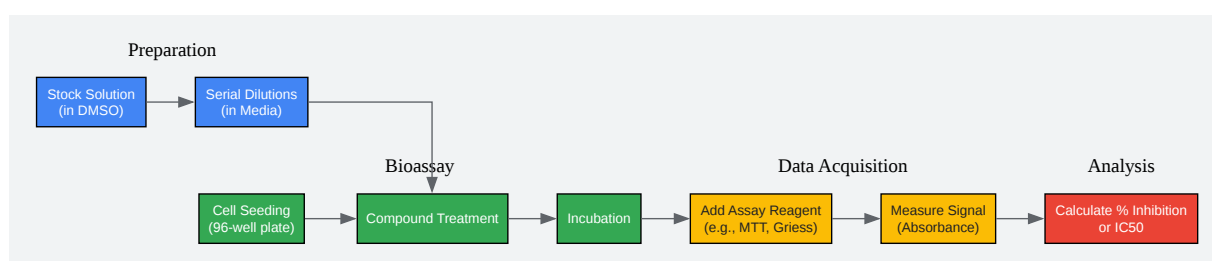 Preparation
Stock Solution
(in DMSO)
Serial Dilutions
(in Media)
Bioassay
Data Acquisition
Analysis
Cell Seeding
(96-well plate)
Compound Treatment
Incubation
Add Assay Reagent
(e.g., MTT, Griess)
Measure Signal
(Absorbance)
Calculate % Inhibition
or IC50